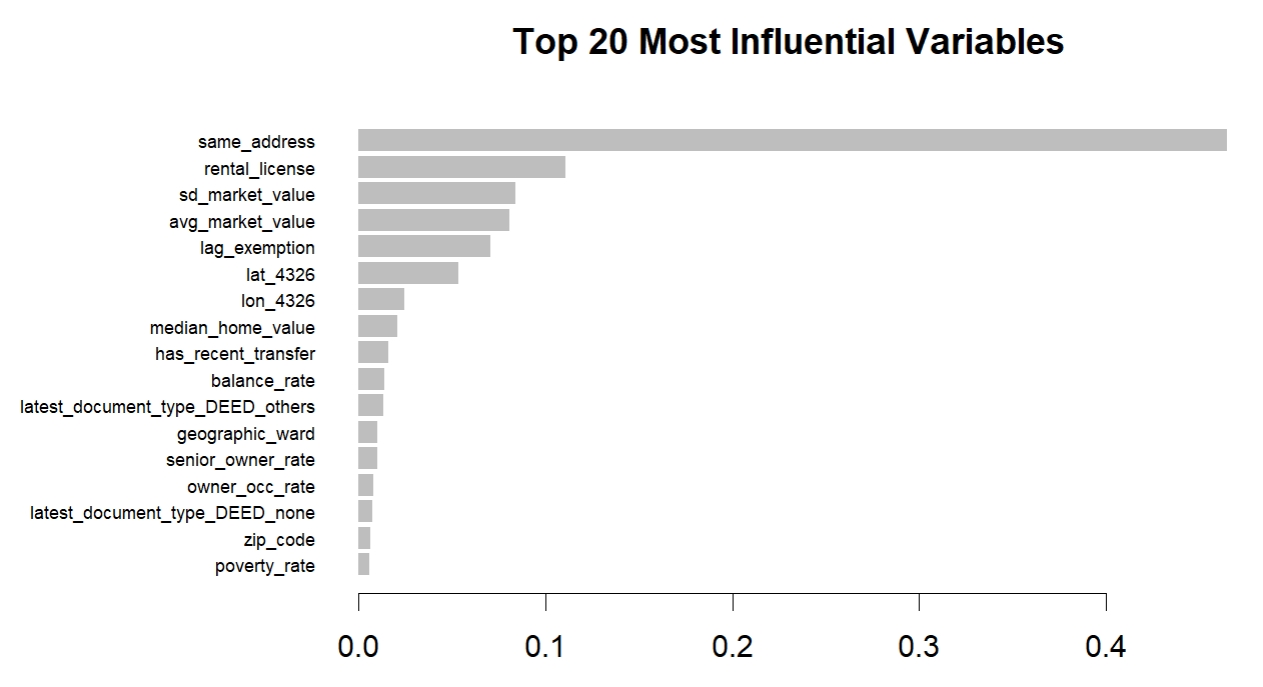 Top 20 Most Influential Variables
same_address
rental_license
sd_market_value
avg_market_value
lag_exemption
lat_4326
lon_4326
median_home_value
has_recent_transfer
balance_rate
latest_document_type_DEED_others
geographic_ward
senior_owner_rate
owner_occ_rate
latest_document_type_DEED_none
zip_code
poverty_rate
0.0 0.1 0.2 0.3 0.4